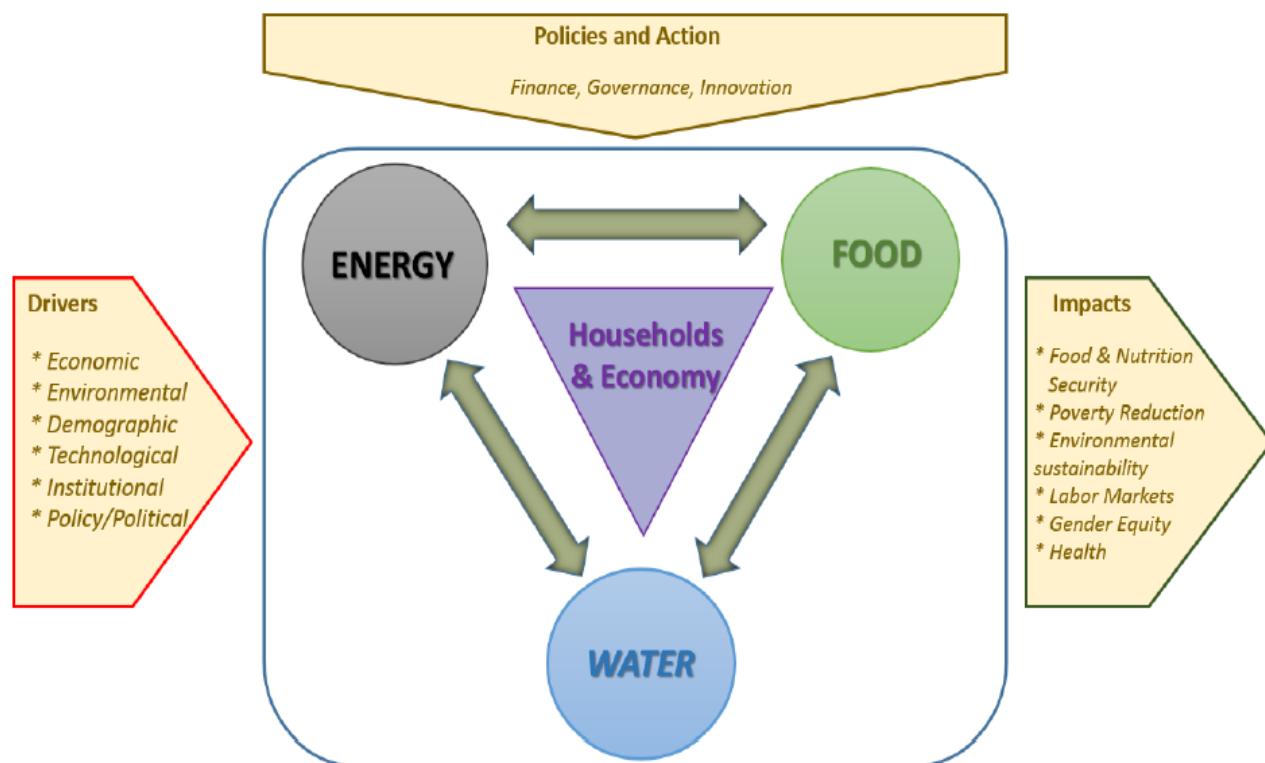 Policies and Action
Finance, Governance, Innovation
ENERGY
FOOD
Households
& Economy
WATER
Drivers
* Economic
* Environmental
* Demographic
* Technological
* Institutional
* Policy/Political
Impacts
* Food & Nutrition
Security
* Poverty Reduction
* Environmental
sustainability
* Labor Markets
* Gender Equity
* Health